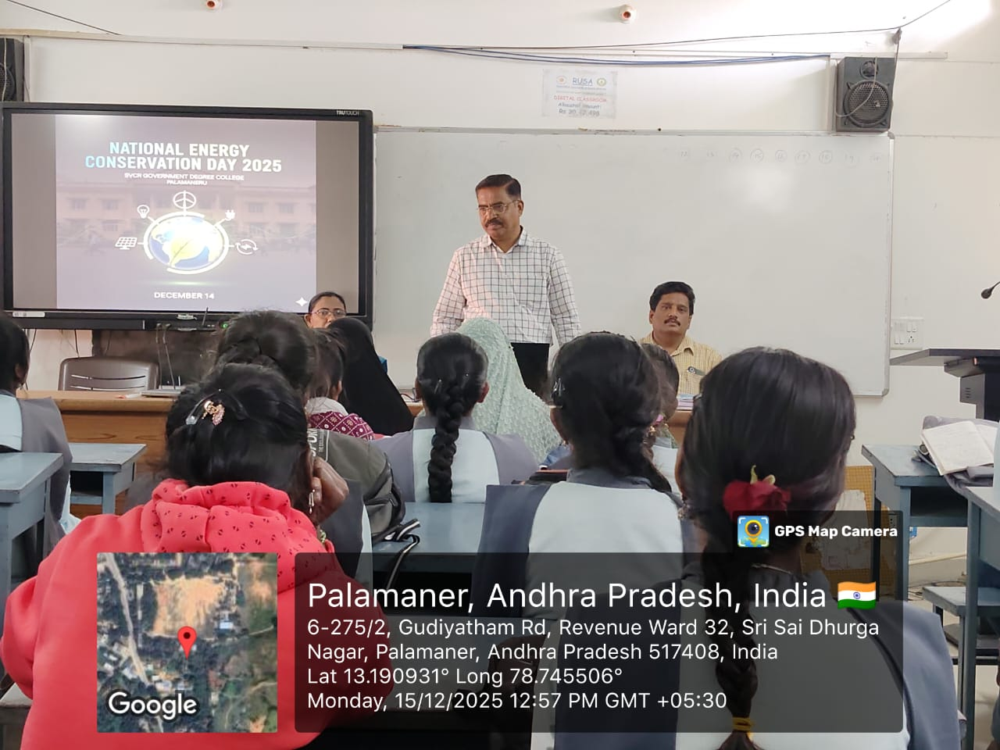 TRUTOUCH
NATIONAL ENERGY
CONSERVATION DAY 2025
SVCR GOVERNMENT DEGREE COLLEGE
PALAMANERU
DECEMBER 14
RUSA
DIGITAL CLASSROOM
Allocated Amount:
GPS Map Camera
Palamaner, Andhra Pradesh, India
6-275/2, Gudiyatham Rd, Revenue Ward 32, Sri Sai Dhurga
Nagar, Palamaner, Andhra Pradesh 517408, India
Lat 13.190931° Long 78.745506°
Monday, 15/12/2025 12:57 PM GMT +05:30
Google